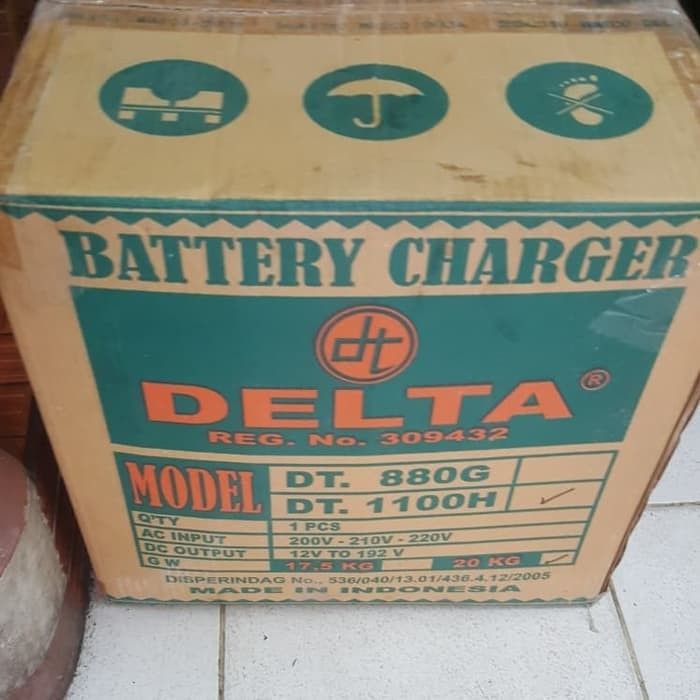 BATTERY CHARGER
dt
DELTA ®
REG. No. 309432
MODEL DT. 880G
DT. 1100H ✓
Q'TY 1 PCS
AC INPUT 200V - 210V - 220V
DC OUTPUT 12V TO 192 V
G W 17.5 KG 20 KG ✓
DISPERINDAG No., 536/040/13.01/436.4.12/2005
MADE IN INDONESIA